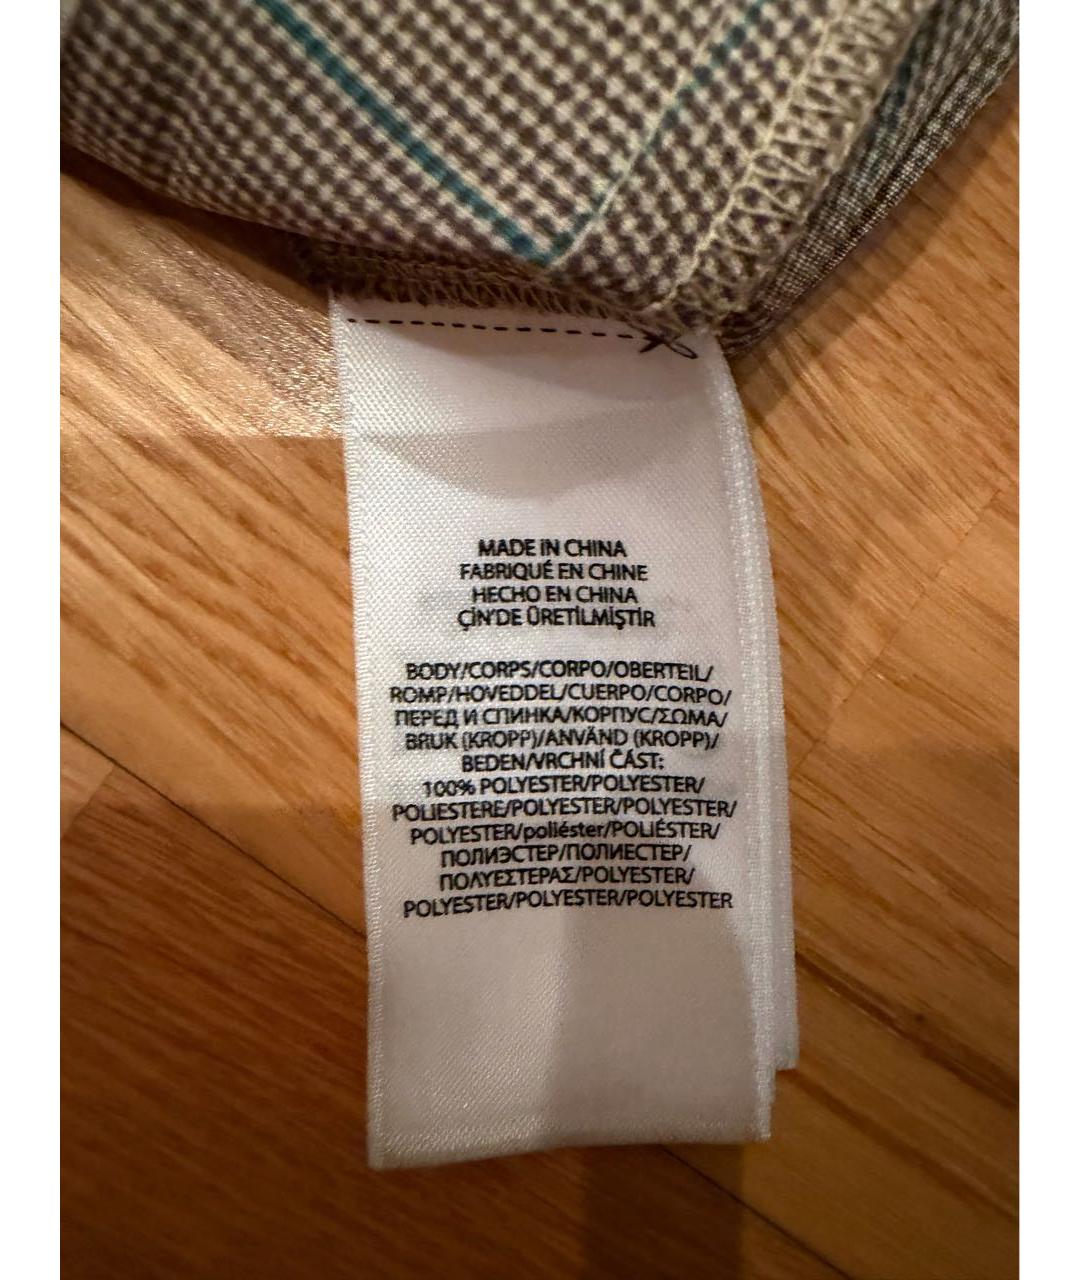 MADE IN CHINA
FABRIQUÉ EN CHINE
HECHO EN CHINA
ÇİN'DE ÜRETİLMİŞTİR
BODY/CORPS/CORPO/OBERTEIL/
ROMP/HOVEDDEL/CUERPO/CORPO/
ПЕРЕД И СПИНКА/КОРПУС/ΣΩΜΑ/
BRUK (KROPP)/ANVÄND (KROPP)/
BEDEN/VRCHNÍ ČÁST:
100% POLYESTER/POLYESTER/
POLIESTERE/POLYESTER/POLYESTER/
POLYESTER/poliéster/POLIÉSTER/
ПОЛИЭСТЕР/ПОЛИЕСТЕР/
ΠΟΛΥΕΣΤΕΡΑΣ/POLYESTER/
POLYESTER/POLYESTER/POLYESTER